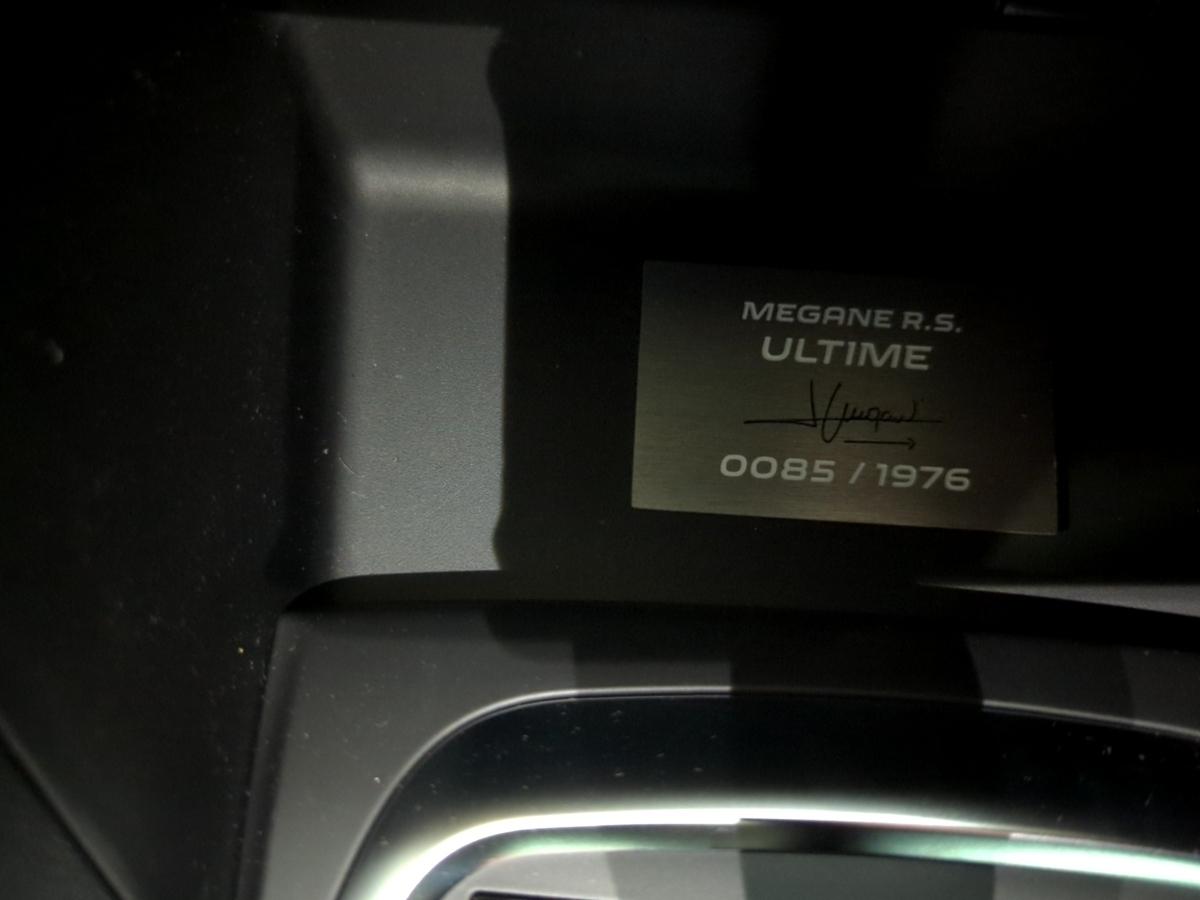 MEGANE R.S.
ULTIME
0085 / 1976